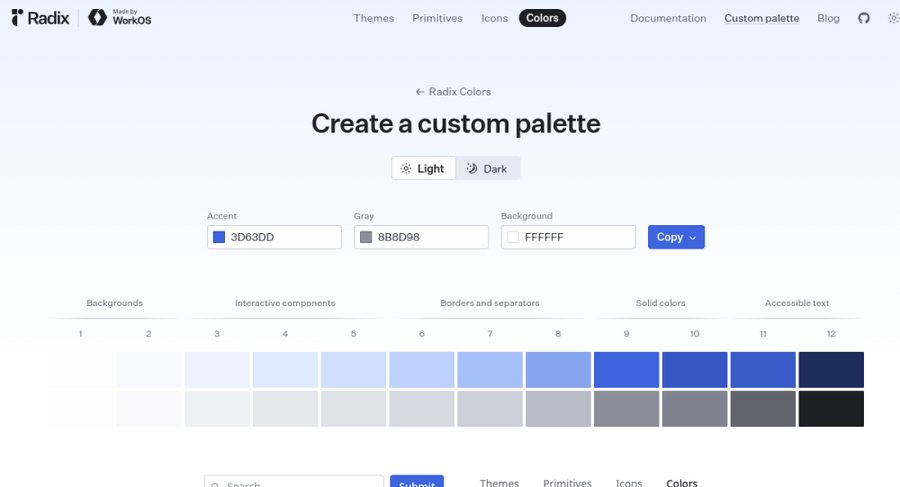 Radix Made by WorkOS Themes Primitives Icons Colors Documentation Custom palette Blog
← Radix Colors
Create a custom palette
Light Dark
Accent Gray Background
3D63DD 8B8D98 FFFFFF Copy
Backgrounds Interactive components Borders and separators Solid colors Accessible text
1 2 3 4 5 6 7 8 9 10 11 12
Search Submit Themes Primitives Icons Colors